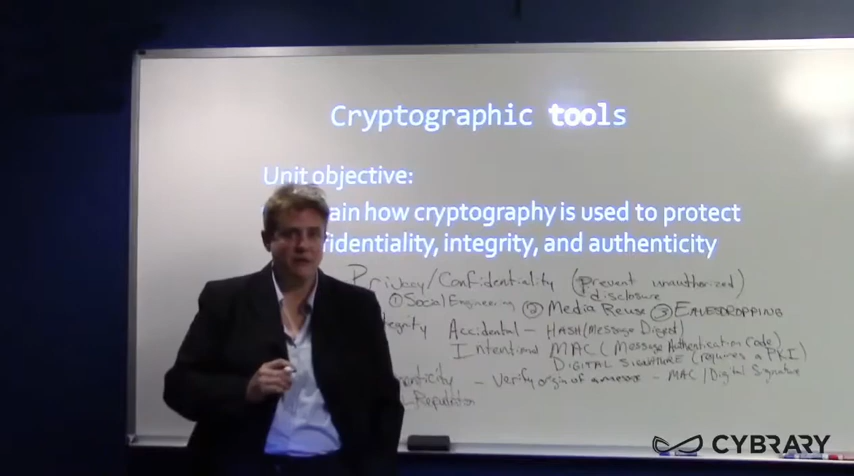 Cryptographic tools
Unit objective:
ain how cryptography is used to protect
fidentiality, integrity, and authenticity
Privacy/Confidentiality (prevent unauthorized)
disclosure
① Social Engineering ② Media Reuse ③ EAVESDROPPING
tegrity Accidental - HASH (Message Digest)
Intentional MAC (Message Authentication Code)
DIGITAL SIGNATURE (requires a PKI)
henticity - Verify origin of a message - MAC/Digital Signature
CYBRARY